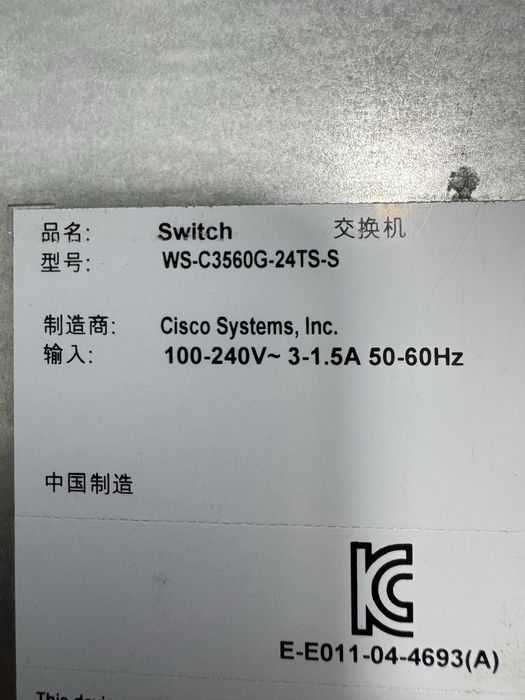 品名: Switch 交换机
型号: WS-C3560G-24TS-S
制造商: Cisco Systems, Inc.
输入: 100-240V~ 3-1.5A 50-60Hz
中国制造
E-E011-04-4693(A)
This